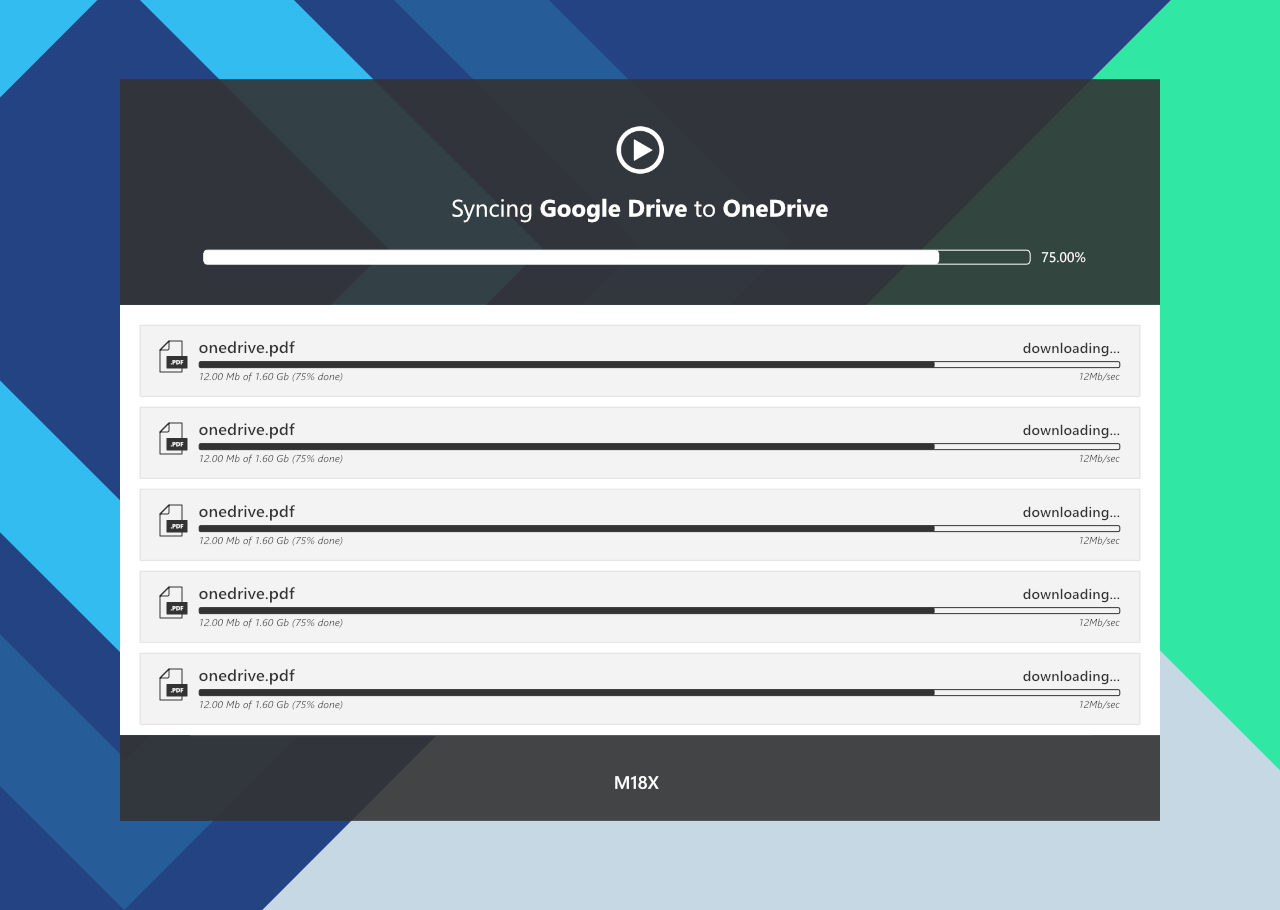 Syncing Google Drive to OneDrive
75.00%
onedrive.pdf
downloading...
.PDF
12.00 Mb of 1.60 Gb (75% done)
12Mb/sec
onedrive.pdf
downloading...
.PDF
12.00 Mb of 1.60 Gb (75% done)
12Mb/sec
onedrive.pdf
downloading...
.PDF
12.00 Mb of 1.60 Gb (75% done)
12Mb/sec
onedrive.pdf
downloading...
.PDF
12.00 Mb of 1.60 Gb (75% done)
12Mb/sec
onedrive.pdf
downloading...
.PDF
12.00 Mb of 1.60 Gb (75% done)
12Mb/sec
M18X